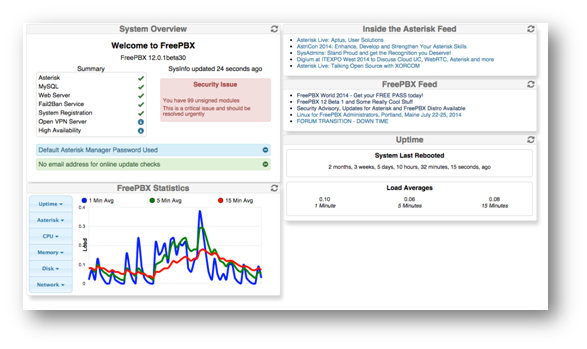 System Overview
Welcome to FreePBX
FreePBX 12.0.1beta30
Summary
SysInfo updated 24 seconds ago
Asterisk
MySQL
Web Server
Fail2Ban Service
System Registration
Open VPN Server
High Availability
Security Issue
You have 99 unsigned modules
This is a critical issue and should be
resolved urgently
Default Asterisk Manager Password Used
No email address for online update checks
FreePBX Statistics
Uptime
Asterisk
CPU
Memory
Disk
Network
1 Min Avg
5 Min Avg
15 Min Avg
Load
0.4
0.3
0.2
0.1
0
Inside the Asterisk Feed
Asterisk Live: Aptus, User Solutions
AstriCon 2014: Enhance, Develop and Strengthen Your Asterisk Skills
SysAdmins: Stand Proud and get the Recognition you Deserve!
Digium at ITEXPO West 2014 to Discuss Cloud UC, WebRTC, Asterisk and more
Asterisk Live: Talking Open Source with XORCOM
FreePBX Feed
FreePBX World 2014 - Get your FREE PASS today!
FreePBX 12 Beta 1 and Some Really Cool Stuff
Security Advisory, Updates for Asterisk and FreePBX Distro Available
Linux for FreePBX Administrators, Portland, Maine July 22-25, 2014
FORUM TRANSITION - DOWN TIME
Uptime
System Last Rebooted
2 months, 3 weeks, 5 days, 10 hours, 32 minutes, 15 seconds, ago
Load Averages
0.10
1 Minute
0.06
5 Minutes
0.08
15 Minutes